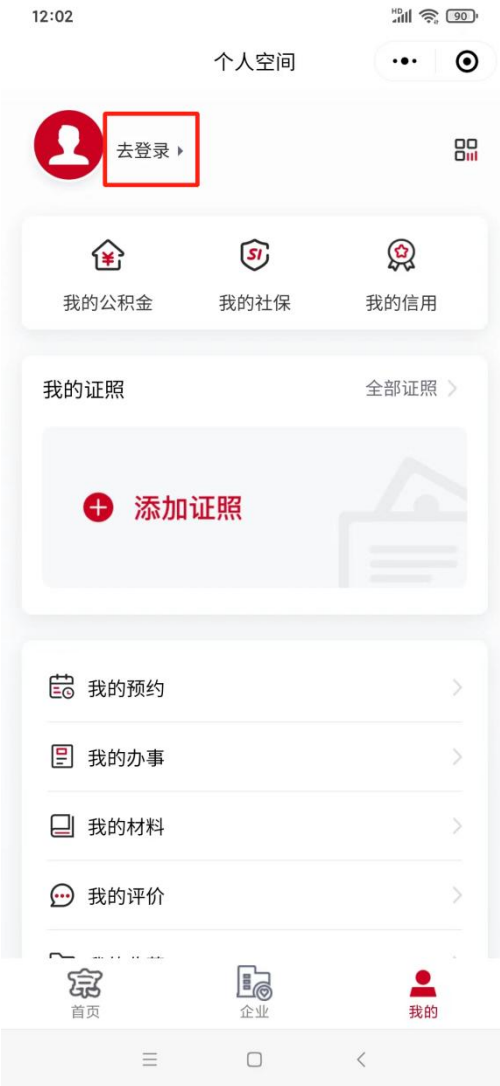 12:02
HD
90
个人空间
去登录
我的公积金
SI
我的社保
我的信用
我的证照
全部证照
添加证照
我的预约
我的办事
我的材料
我的评价
首页
企业
我的